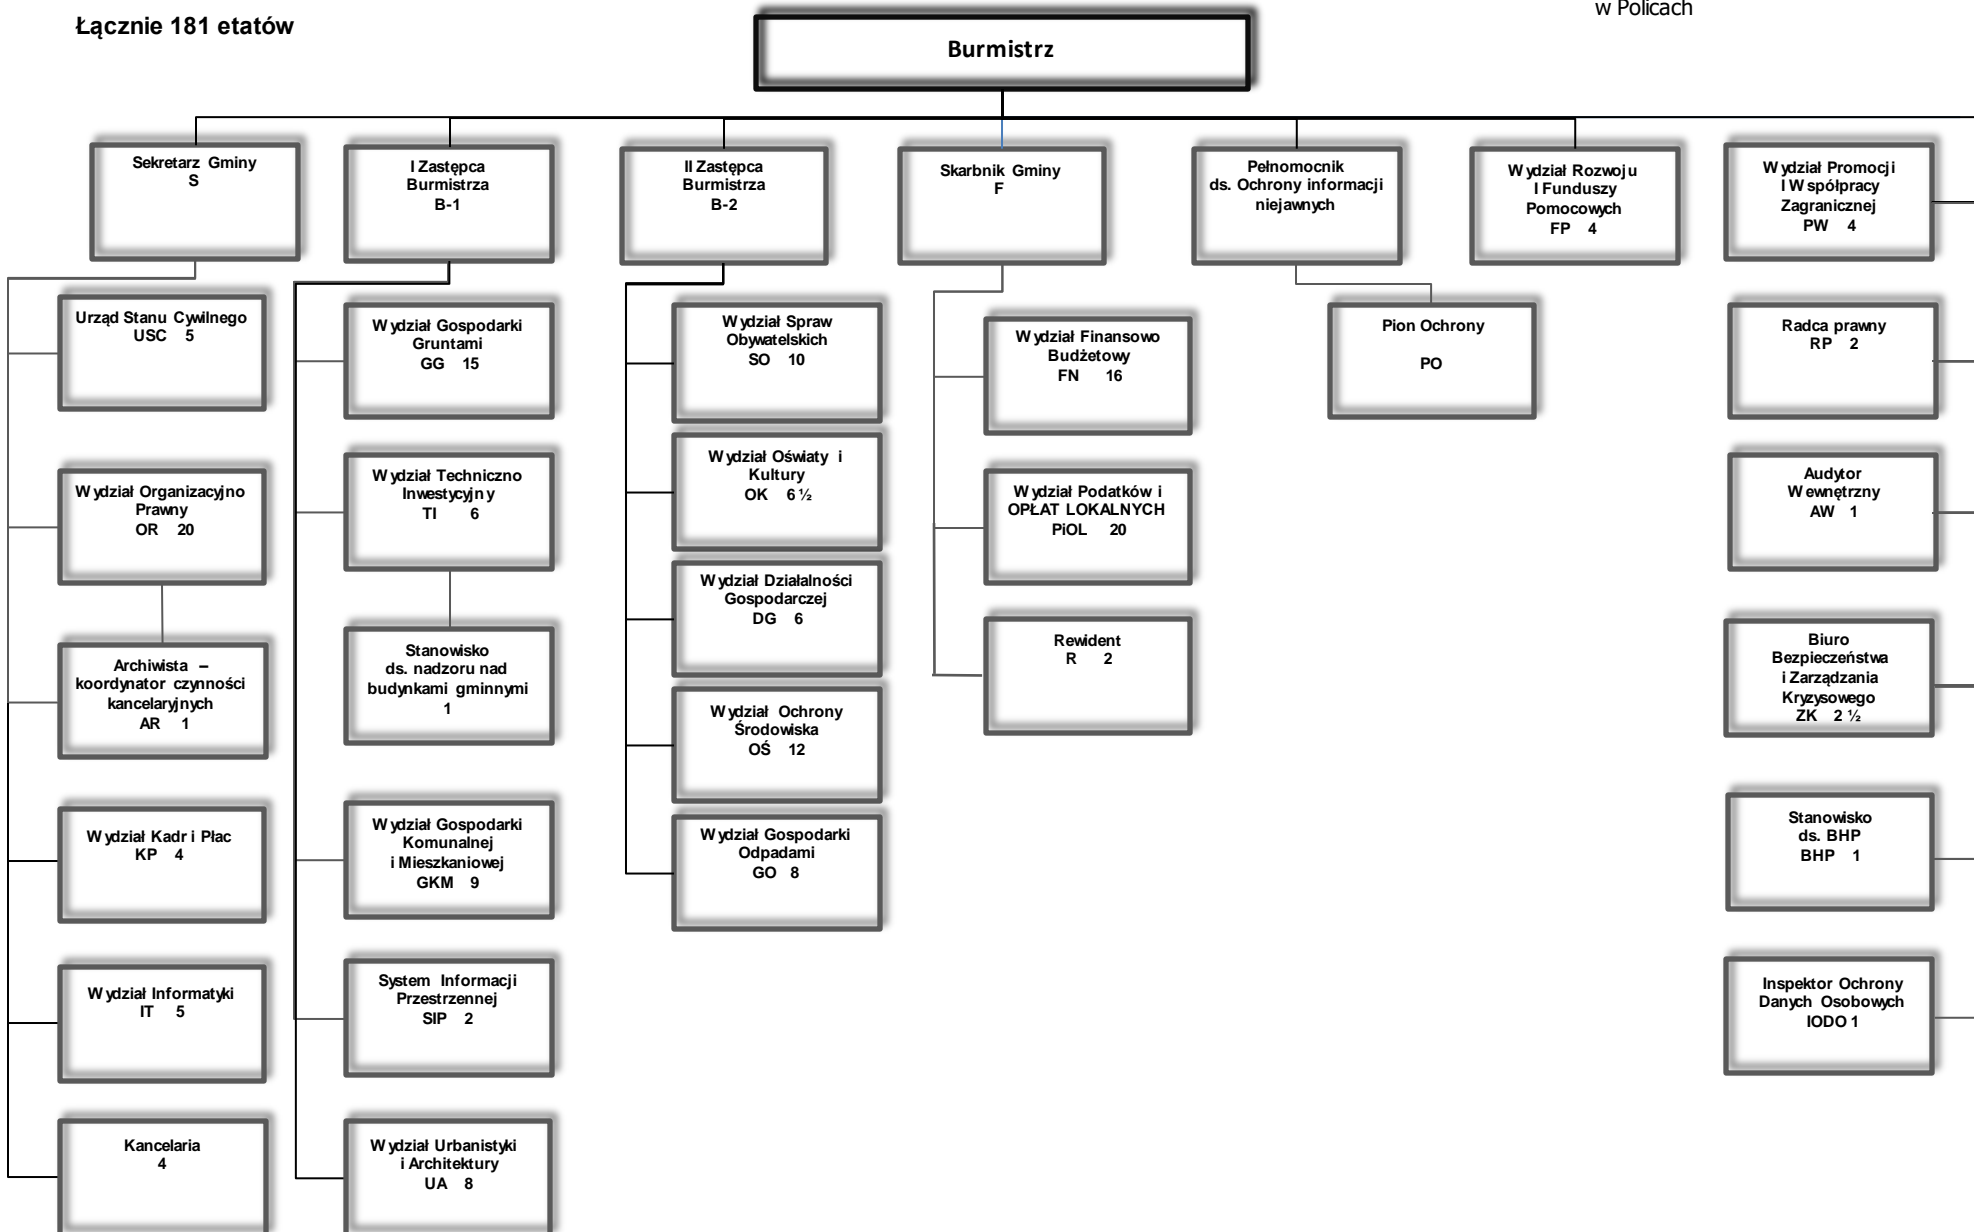 w Policach
Łącznie 181 etatów
Burmistrz
Sekretarz Gminy
S
I Zastępca
Burmistrza
B-1
II Zastępca
Burmistrza
B-2
Skarbnik Gminy
F
Pełnomocnik
ds. Ochrony informacji
niejawnych
Wydział Rozwoju
I Funduszy
Pomocowych
FP 4
Wydział Promocji
I Współpracy
Zagranicznej
PW 4
Urząd Stanu Cywilnego
USC 5
Wydział Organizacyjno
Prawny
OR 20
Archiwista –
koordynator czynności
kancelaryjnych
AR 1
Wydział Kadr i Płac
KP 4
Wydział Informatyki
IT 5
Kancelaria
4
Wydział Gospodarki
Gruntami
GG 15
Wydział Techniczno
Inwestycyjny
TI 6
Stanowisko
ds. nadzoru nad
budynkami gminnymi
1
Wydział Gospodarki
Komunalnej
i Mieszkaniowej
GKM 9
System Informacji
Przestrzennej
SIP 2
Wydział Urbanistyki
i Architektury
UA 8
Wydział Spraw
Obywatelskich
SO 10
Wydział Oświaty i
Kultury
OK 6 ½
Wydział Działalności
Gospodarczej
DG 6
Wydział Ochrony
Środowiska
OŚ 12
Wydział Gospodarki
Odpadami
GO 8
Wydział Finansowo
Budżetowy
FN 16
Wydział Podatków i
OPŁAT LOKALNYCH
PiOL 20
Rewident
R 2
Pion Ochrony
PO
Radca prawny
RP 2
Audytor
Wewnętrzny
AW 1
Biuro
Bezpieczeństwa
i Zarządzania
Kryzysowego
ZK 2 ½
Stanowisko
ds. BHP
BHP 1
Inspektor Ochrony
Danych Osobowych
IODO 1